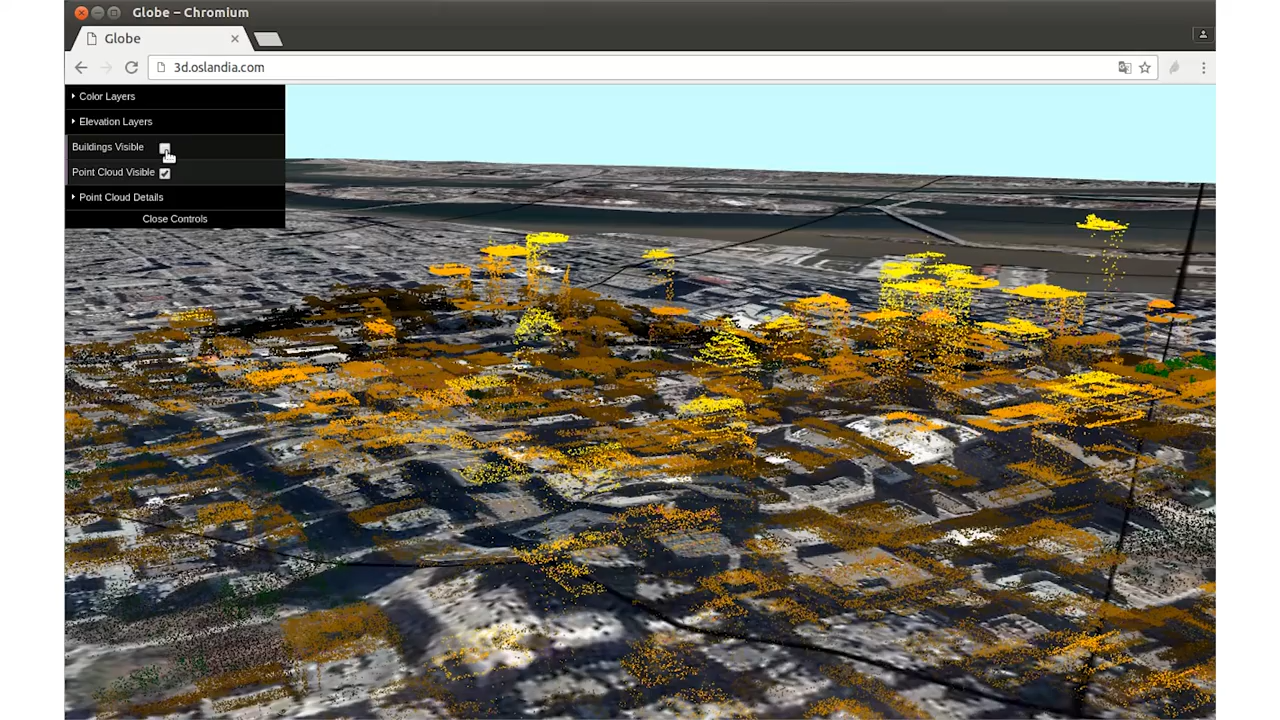 Globe – Chromium
Globe
3d.oslandia.com
Color Layers
Elevation Layers
Buildings Visible
Point Cloud Visible
Point Cloud Details
Close Controls